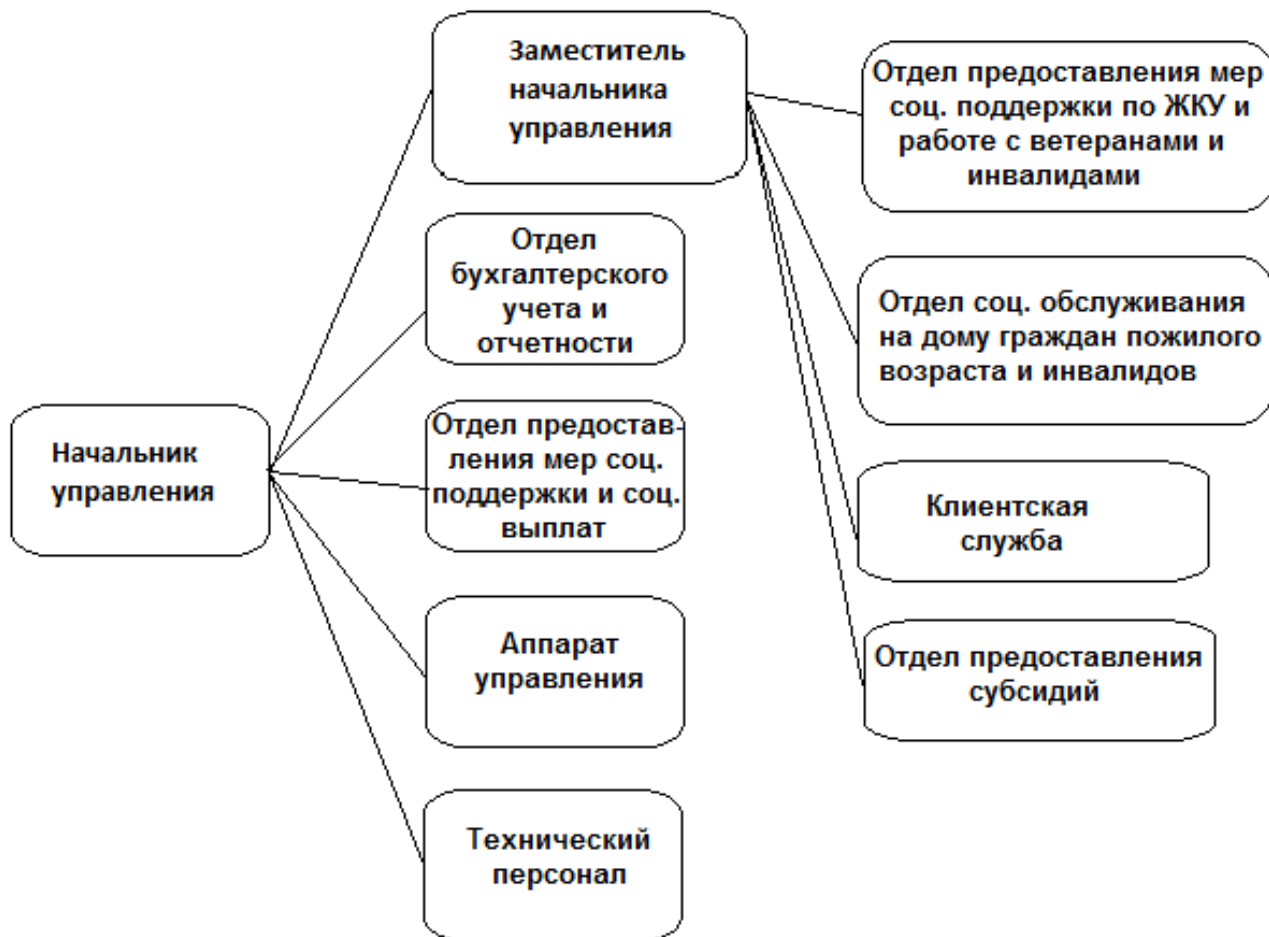 Заместитель
начальника
управления
Отдел предоставления мер
соц. поддержки по ЖКУ и
работе с ветеранами и
инвалидами
Отдел
бухгалтерского
учета и
отчетности
Отдел соц. обслуживания
на дому граждан пожилого
возраста и инвалидов
Начальник
управления
Отдел предостав-
ления мер соц.
поддержки и соц.
выплат
Клиентская
служба
Аппарат
управления
Отдел предоставления
субсидий
Технический
персонал